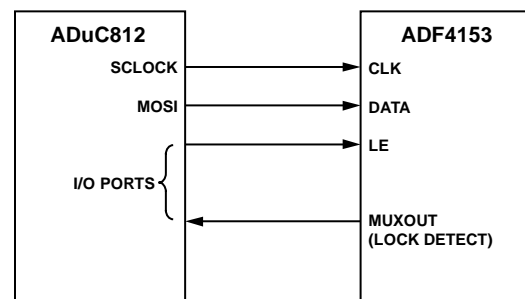 ADuC812
ADF4153
SCLOCK
CLK
MOSI
DATA
LE
I/O PORTS
MUXOUT
(LOCK DETECT)